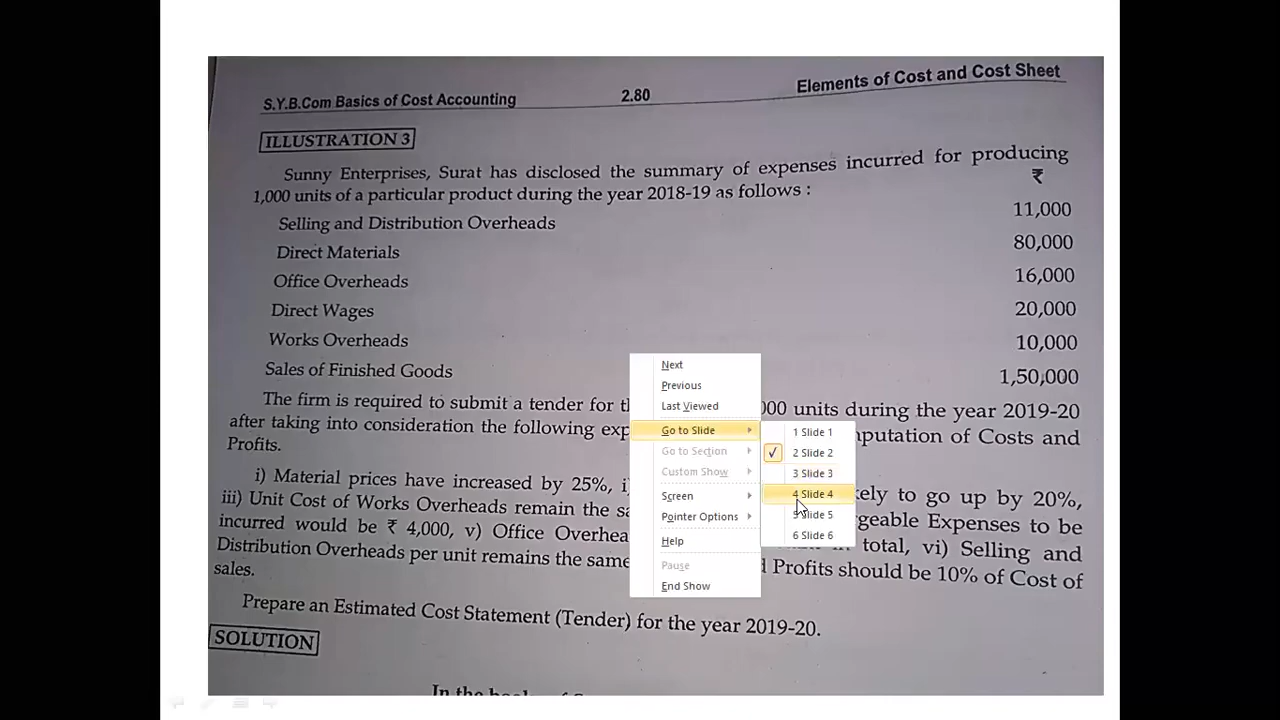 S.Y.B.Com Basics of Cost Accounting 2.80 Elements of Cost and Cost Sheet
ILLUSTRATION 3
Sunny Enterprises, Surat has disclosed the summary of expenses incurred for producing
1,000 units of a particular product during the year 2018-19 as follows :
₹
Selling and Distribution Overheads 11,000
Direct Materials 80,000
Office Overheads 16,000
Direct Wages 20,000
Works Overheads 10,000
Sales of Finished Goods 1,50,000
The firm is required to submit a tender for 000 units during the year 2019-20
after taking into consideration the following of Costs and
Profits.
i) Material prices have increased by 25%, to go up by 20%,
iii) Unit Cost of Works Overheads remain the Expenses to be
incurred would be ₹ 4,000, v) Office total, vi) Selling and
Distribution Overheads per unit remains the same Profits should be 10% of Cost of
sales.
Prepare an Estimated Cost Statement (Tender) for the year 2019-20.
SOLUTION
In the
Next
Previous
Last Viewed
Go to Slide
Go to Section
Custom Show
Screen
Pointer Options
Help
Pause
End Show
1 Slide 1
2 Slide 2
3 Slide 3
4 Slide 4
5 Slide 5
6 Slide 6